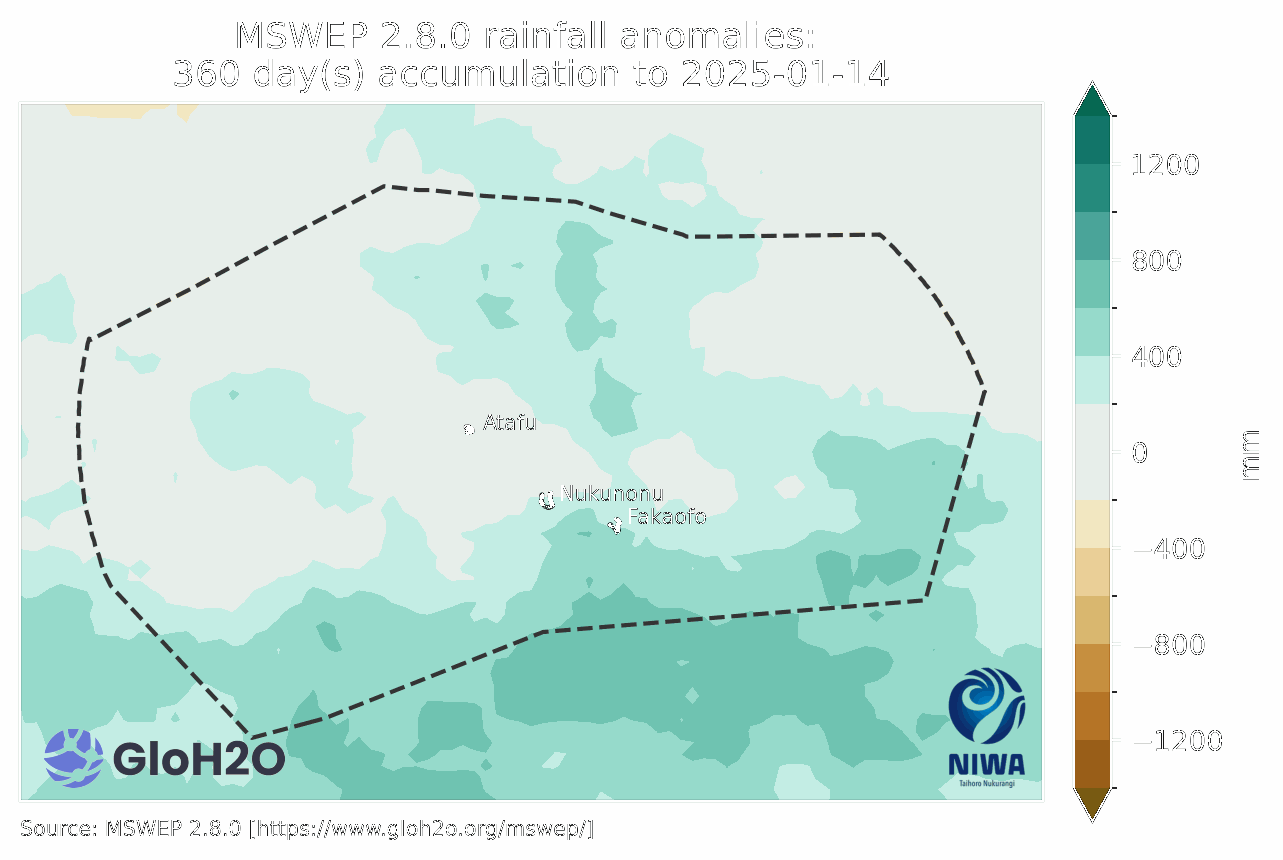 MSWEP 2.8.0 rainfall anomalies:
360 day(s) accumulation to 2025-01-14
1200
800
400
0
−400
−800
−1200
mm
Atafu
Nukunonu
Fakaofo
GloH2O
NIWA
Taihoro Nukurangi
Source: MSWEP 2.8.0 [https://www.gloh2o.org/mswep/]